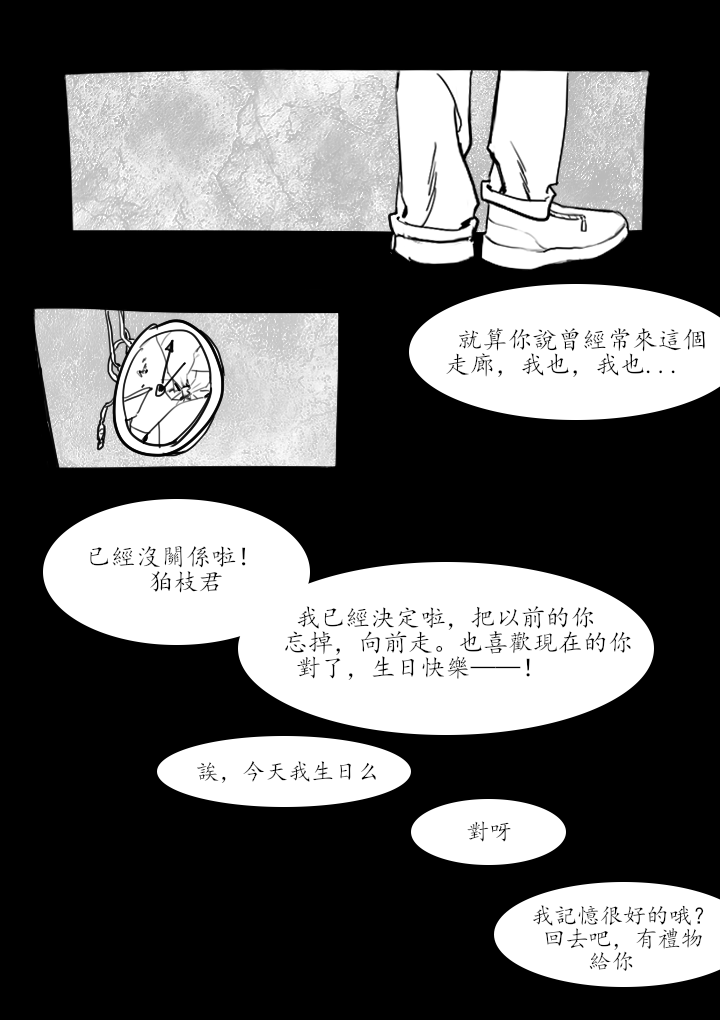 就算你說曾經常來這個
走廊，我也，我也...
已經沒關係啦！
狛枝君
我已經決定啦，把以前的你
忘掉，向前走。也喜歡現在的你
對了，生日快樂——！
誒，今天我生日么
對呀
我記憶很好的哦？
回去吧，有禮物
給你